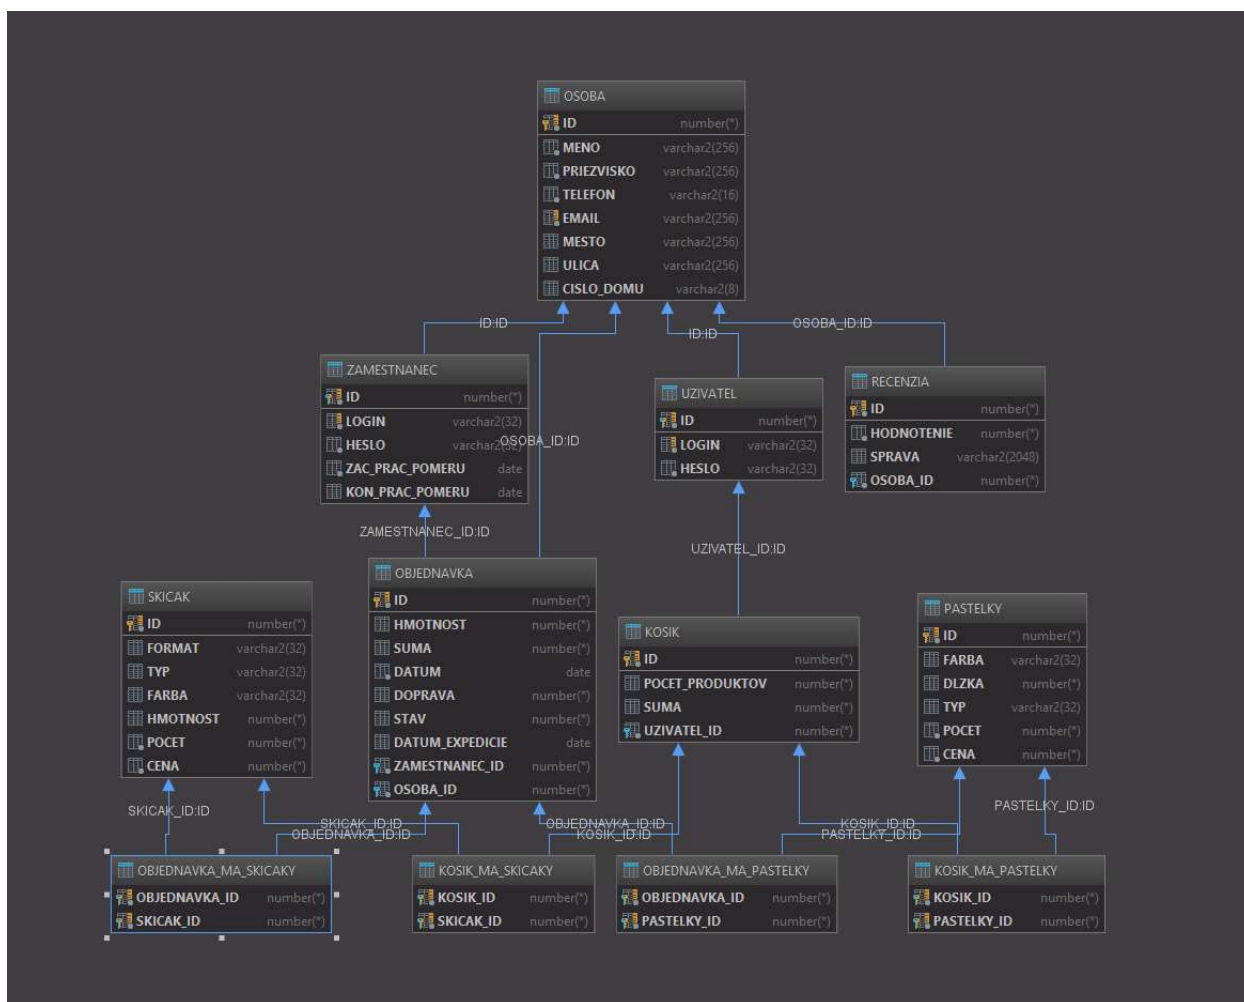 OSOBA
ID number(*)
MENO varchar2(256)
PRIEZVISKO varchar2(256)
TELEFON varchar2(16)
EMAIL varchar2(256)
MESTO varchar2(256)
ULICA varchar2(256)
CISLO_DOMU varchar2(8)
ID:ID
ID:ID
OSOBA_ID:ID
ZAMESTNANEC
ID number(*)
LOGIN varchar2(32)
HESLO varchar2(32)
ZAC_PRAC_POMERU date
KON_PRAC_POMERU date
OSOBA_ID:ID
UZIVATEL
ID number(*)
LOGIN varchar2(32)
HESLO varchar2(32)
RECENZIA
ID number(*)
HODNOTENIE number(*)
SPRAVA varchar2(2048)
OSOBA_ID number(*)
ZAMESTNANEC_ID:ID
UZIVATEL_ID:ID
SKICAK
ID number(*)
FORMAT varchar2(32)
TYP varchar2(32)
FARBA varchar2(32)
HMOTNOST number(*)
POCET number(*)
CENA number(*)
OBJEDNAVKA
ID number(*)
HMOTNOST number(*)
SUMA number(*)
DATUM date
DOPRAVA number(*)
STAV number(*)
DATUM_EXPEDICIE date
ZAMESTNANEC_ID number(*)
OSOBA_ID number(*)
KOSIK
ID number(*)
POCET_PRODUKTOV number(*)
SUMA number(*)
UZIVATEL_ID number(*)
PASTELKY
ID number(*)
FARBA varchar2(32)
DLZKA number(*)
TYP varchar2(32)
POCET number(*)
CENA number(*)
SKICAK_ID:ID
SKICAK_ID:ID
OBJEDNAVKA_ID:ID
OBJEDNAVKA_ID:ID
KOSIK_ID:ID
KOSIK_ID:ID
PASTELKY_ID:ID
PASTELKY_ID:ID
OBJEDNAVKA_MA_SKICAKY
OBJEDNAVKA_ID number(*)
SKICAK_ID number(*)
KOSIK_MA_SKICAKY
KOSIK_ID number(*)
SKICAK_ID number(*)
OBJEDNAVKA_MA_PASTELKY
OBJEDNAVKA_ID number(*)
PASTELKY_ID number(*)
KOSIK_MA_PASTELKY
KOSIK_ID number(*)
PASTELKY_ID number(*)